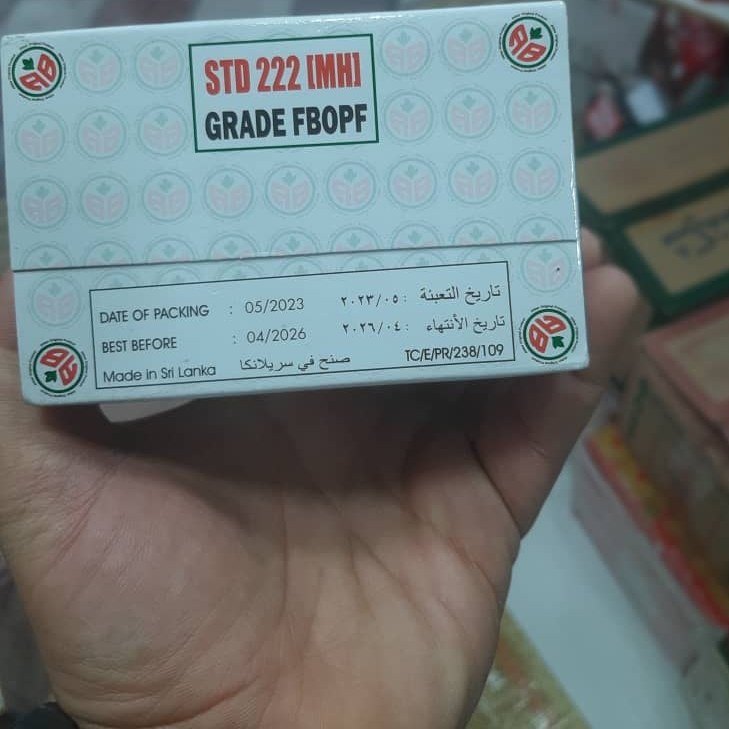 STD 222 [MH]
GRADE FBOPF
DATE OF PACKING : 05/2023 تاريخ التعبئة : ٢٠٢٣/٠٥
BEST BEFORE : 04/2026 تاريخ الأنتهاء : ٢٠٢٦/٠٤
Made in Sri Lanka صنع في سريلانكا TC/E/PR/238/109